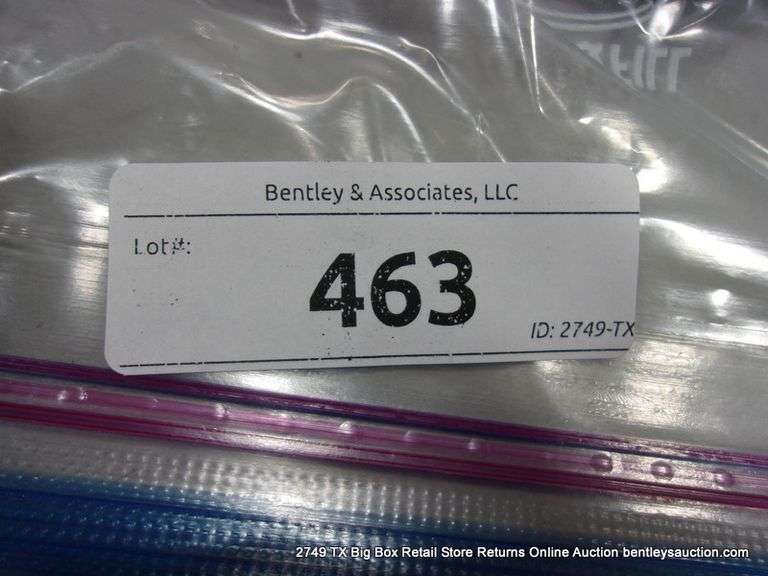 Bentley & Associates, LLC
Lot#:
463
ID: 2749-TX
2749 TX Big Box Retail Store Returns Online Auction bentleysauction.com